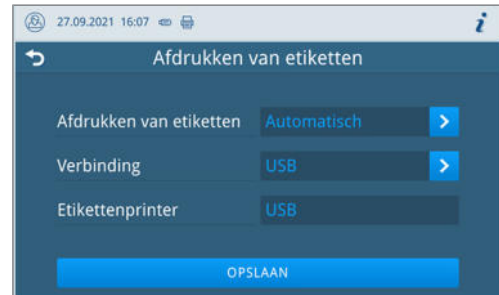 27.09.2021 16:07
i
Afdrukken van etiketten
Afdrukken van etiketten Automatisch
Verbinding USB
Etikettenprinter USB
OPSLAAN